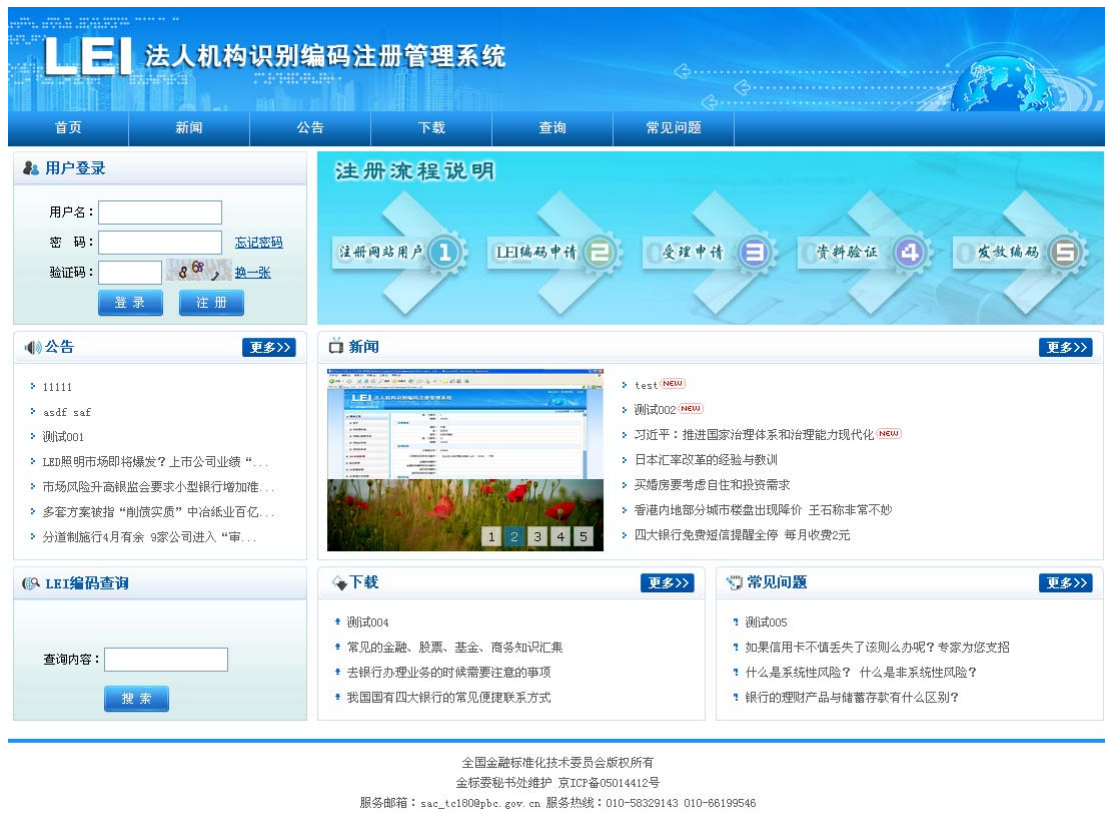 LEI 法人机构识别编码注册管理系统
首页 新闻 公告 下载 查询 常见问题
用户登录
用户名：
密 码： 忘记密码
验证码： 换一张
登 录 注 册
注册流程说明
注册网站用户 1 LEI编码申请 2 受理申请 3 资料验证 4 发放编码 5
公告 更多>>
11111
asdf saf
测试001
LED照明市场即将爆发？上市公司业绩“...
市场风险升高银监会要求小型银行增加准...
多套方案被指“削债实质”中冶纸业百亿...
分道制施行4月有余 9家公司进入“审...
新闻 更多>>
LEI
1 2 3 4 5
test NEW
测试002 NEW
习近平：推进国家治理体系和治理能力现代化 NEW
日本汇率改革的经验与教训
买婚房要考虑自住和投资需求
香港内地部分城市楼盘出现降价 王石称非常不妙
四大银行免费短信提醒全停 每月收费2元
LEI编码查询
查询内容：
搜 索
下载 更多>>
测试004
常见的金融、股票、基金、商务知识汇集
去银行办理业务的时候需要注意的事项
我国国有四大银行的常见便捷联系方式
常见问题 更多>>
测试005
如果信用卡不慎丢失了该则么办呢？专家为您支招
什么是系统性风险？ 什么是非系统性风险？
银行的理财产品与储蓄存款有什么区别？
全国金融标准化技术委员会版权所有
金标委秘书处维护 京ICP备05014412号
服务邮箱：sac_tc180@pbc.gov.cn 服务热线：010-58329143 010-66199546